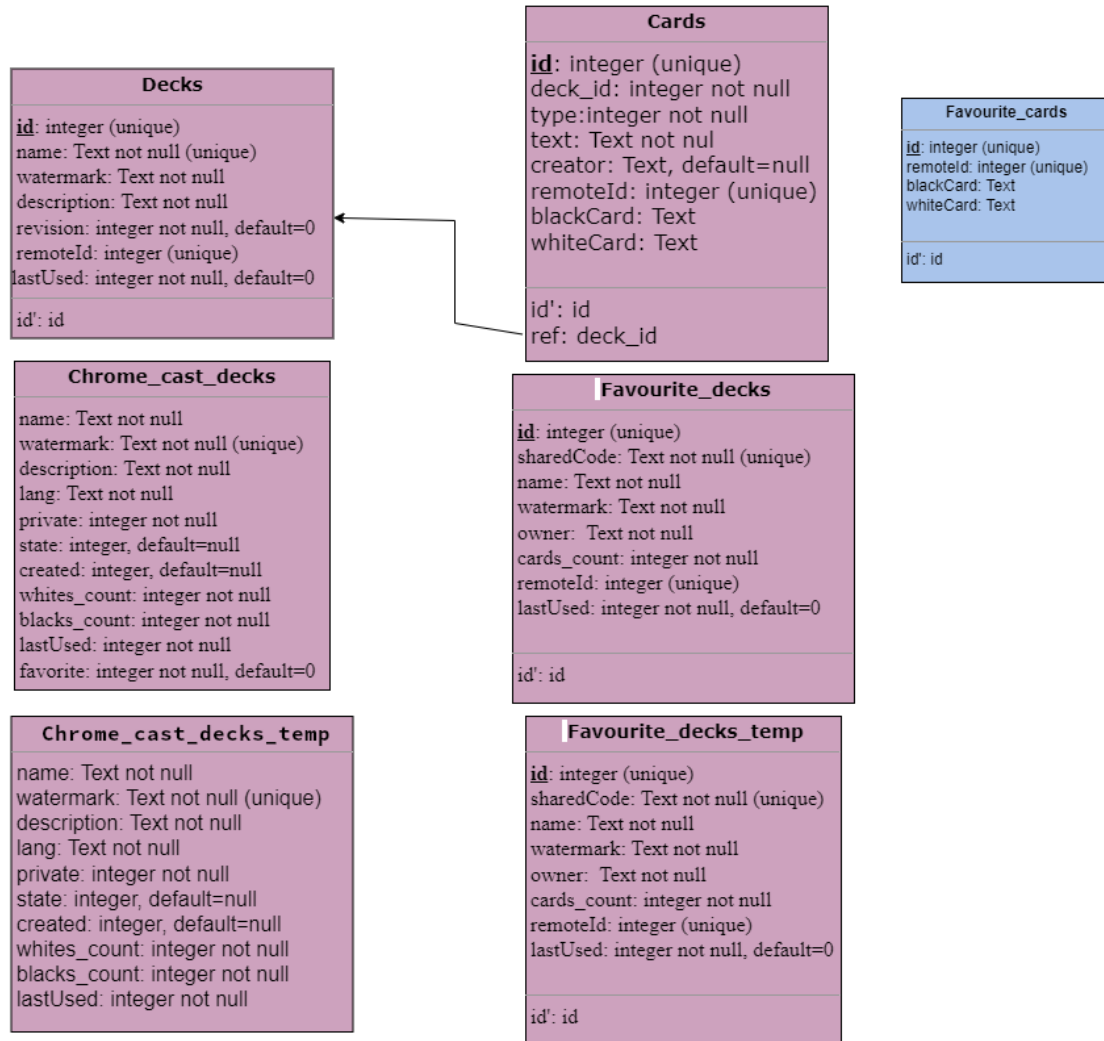 Decks
id: integer (unique)
name: Text not null (unique)
watermark: Text not null
description: Text not null
revision: integer not null, default=0
remoteId: integer (unique)
lastUsed: integer not null, default=0
id': id
Cards
id: integer (unique)
deck_id: integer not null
type:integer not null
text: Text not nul
creator: Text, default=null
remoteId: integer (unique)
blackCard: Text
whiteCard: Text
id': id
ref: deck_id
Favourite_cards
id: integer (unique)
remoteId: integer (unique)
blackCard: Text
whiteCard: Text
id': id
Chrome_cast_decks
name: Text not null
watermark: Text not null (unique)
description: Text not null
lang: Text not null
private: integer not null
state: integer, default=null
created: integer, default=null
whites_count: integer not null
blacks_count: integer not null
lastUsed: integer not null
favorite: integer not null, default=0
Favourite_decks
id: integer (unique)
sharedCode: Text not null (unique)
name: Text not null
watermark: Text not null
owner:  Text not null
cards_count: integer not null
remoteId: integer (unique)
lastUsed: integer not null, default=0
id': id
Chrome_cast_decks_temp
name: Text not null
watermark: Text not null (unique)
description: Text not null
lang: Text not null
private: integer not null
state: integer, default=null
created: integer, default=null
whites_count: integer not null
blacks_count: integer not null
lastUsed: integer not null
Favourite_decks_temp
id: integer (unique)
sharedCode: Text not null (unique)
name: Text not null
watermark: Text not null
owner:  Text not null
cards_count: integer not null
remoteId: integer (unique)
lastUsed: integer not null, default=0
id': id